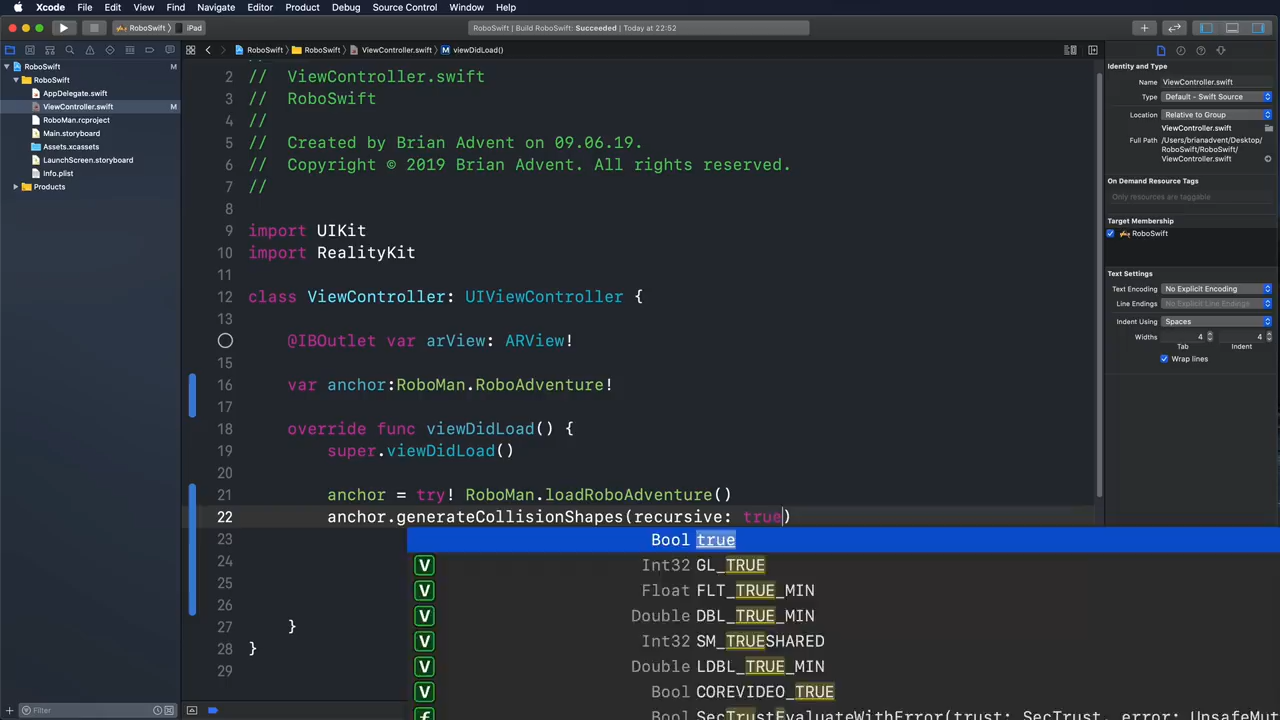 Xcode File Edit View Find Navigate Editor Product Debug Source Control Window Help
RoboSwift iPad
RoboSwift | Build RoboSwift: Succeeded | Today at 22:52
RoboSwift RoboSwift ViewController.swift M viewDidLoad()
RoboSwift M
RoboSwift
AppDelegate.swift
ViewController.swift M
RoboMan.rcproject
Main.storyboard
Assets.xcassets
LaunchScreen.storyboard
Info.plist
Products
2 // ViewController.swift
3 // RoboSwift
4 //
5 // Created by Brian Advent on 09.06.19.
6 // Copyright © 2019 Brian Advent. All rights reserved.
7 //
8
9 import UIKit
10 import RealityKit
11
12 class ViewController: UIViewController {
13
14 @IBOutlet var arView: ARView!
15
16 var anchor:RoboMan.RoboAdventure!
17
18 override func viewDidLoad() {
19 super.viewDidLoad()
20
21 anchor = try! RoboMan.loadRoboAdventure()
22 anchor.generateCollisionShapes(recursive: true)
23
24
25
26
27 }
28 }
29
Bool true
V Int32 GL_TRUE
V Float FLT_TRUE_MIN
V Double DBL_TRUE_MIN
V Int32 SM_TRUESHARED
V Double LDBL_TRUE_MIN
V Bool COREVIDEO_TRUE
f Bool SecTrustEvaluateWithError(trust: SecTrust, error: UnsafeMut
Identity and Type
Name ViewController.swift
Type Default - Swift Source
Location Relative to Group
ViewController.swift
Full Path /Users/brianadvent/Desktop/
RoboSwift/RoboSwift/
ViewController.swift
On Demand Resource Tags
Only resources are taggable
Target Membership
RoboSwift
Text Settings
Text Encoding No Explicit Encoding
Line Endings No Explicit Line Endings
Indent Using Spaces
Widths 4 4
Tab Indent
Wrap lines
Filter